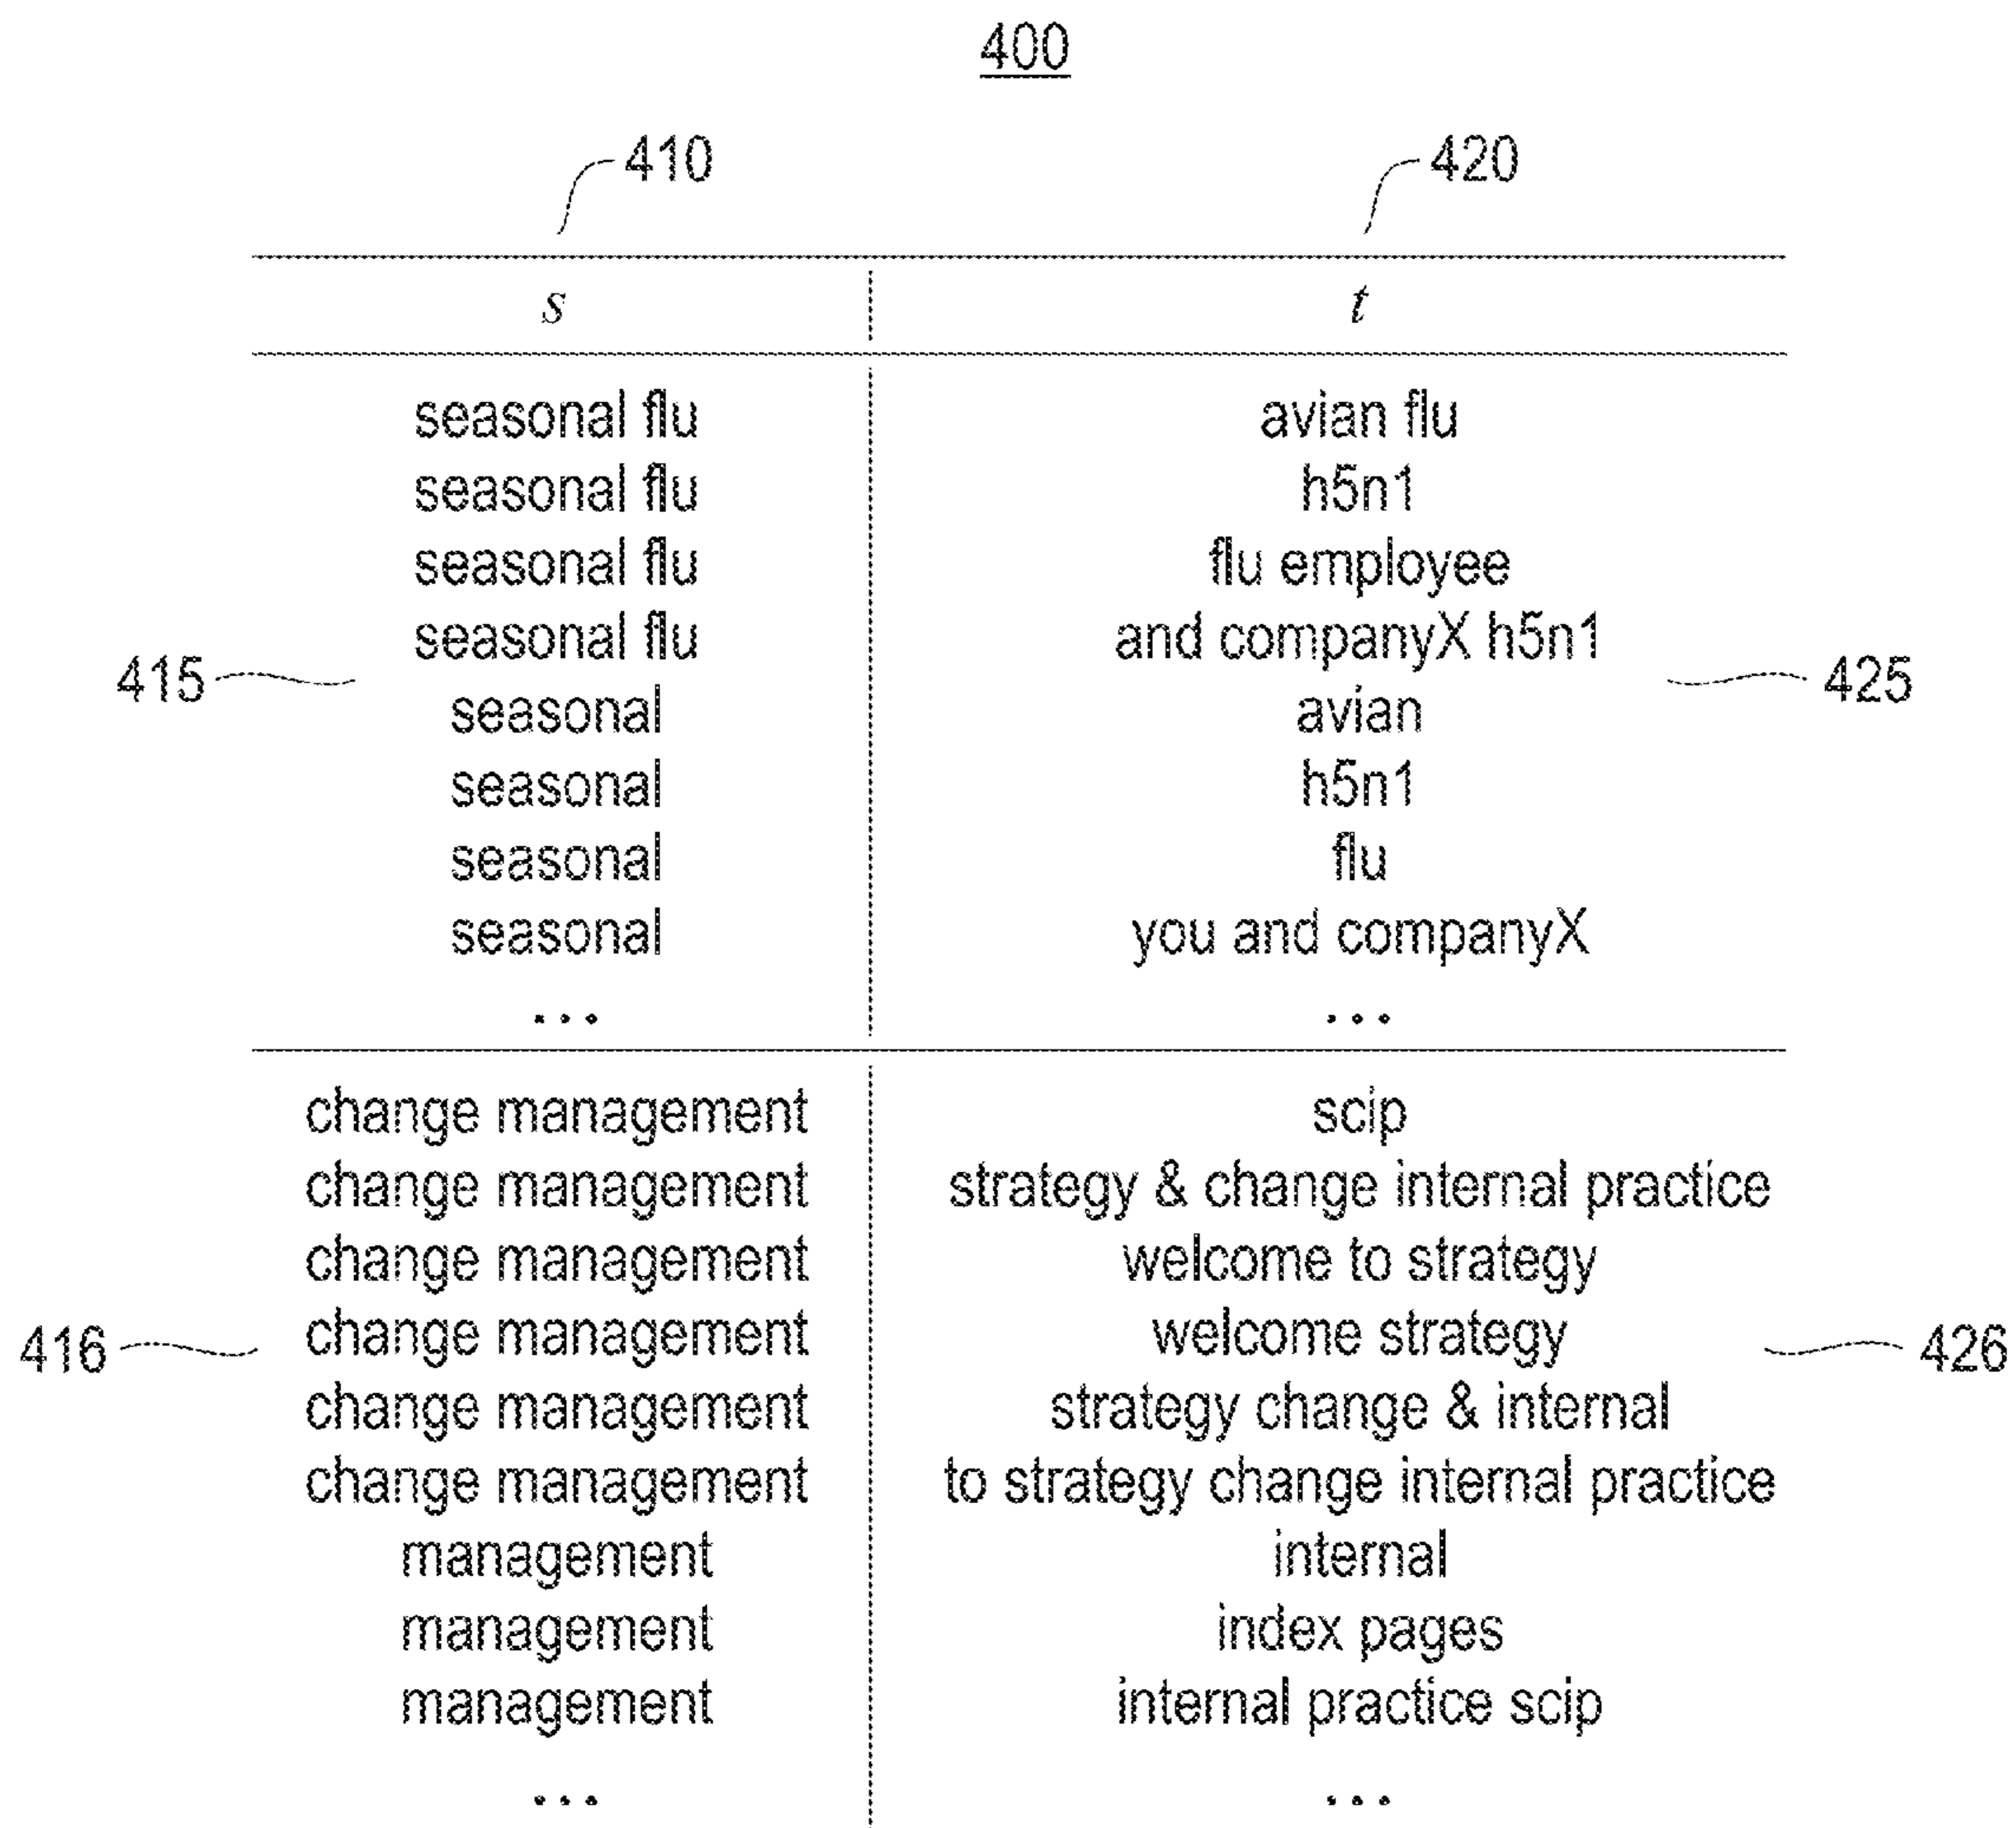 400
410 420
s t
seasonal flu avian flu
seasonal flu h5n1
seasonal flu flu employee
seasonal flu and companyX h5n1
415 425
seasonal avian
seasonal h5n1
seasonal flu
seasonal you and companyX
... ...
change management scip
change management strategy & change internal practice
change management welcome to strategy
416 change management welcome strategy 426
change management strategy change & internal
change management to strategy change internal practice
management internal
management index pages
management internal practice scip
... ...